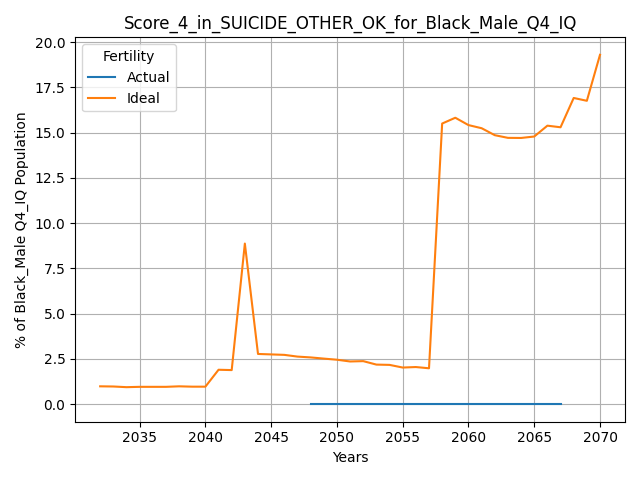 Score_4_in_SUICIDE_OTHER_OK_for_Black_Male_Q4_IQ
Fertility
Actual
Ideal
% of Black_Male Q4_IQ Population
20.0
17.5
15.0
12.5
10.0
7.5
5.0
2.5
0.0
2035 2040 2045 2050 2055 2060 2065 2070
Years